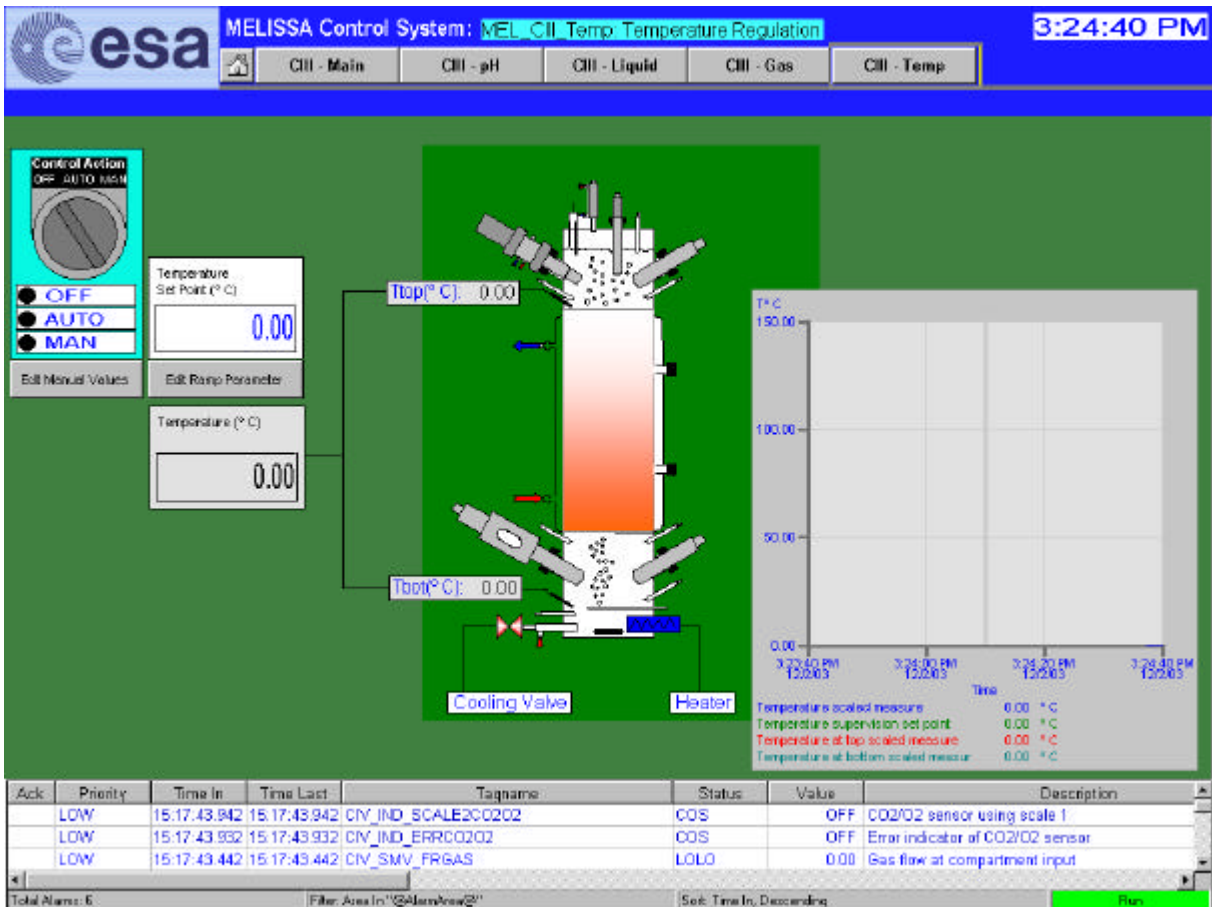 esa
MELISSA Control System: MEL_CIII_Temp: Temperature Regulation
3:24:40 PM
CIII - Main
CIII - pH
CIII - Liquid
CIII - Gas
CIII - Temp
Control Action
OFF AUTO MAN
OFF
AUTO
MAN
Edit Manual Values
Temperature
Set Point (° C)
0.00
Edit Ramp Parameter
Temperature (° C)
0.00
Ttop(° C): 0.00
Tbot(° C): 0.00
Cooling Valve
Heater
T° C
150.00
100.00
50.00
0.00
3:23:40 PM 3:24:00 PM 3:24:20 PM 3:24:40 PM
12/2/03 12/2/03 12/2/03 12/2/03
Time
Temperature scaled measure 0.00 ° C
Temperature supervision set point 0.00 ° C
Temperature at top scaled measure 0.00 ° C
Temperature at bottom scaled measur 0.00 ° C
Ack Priority Time In Time Last Tagname Status Value Description
LOW 15:17:43.942 15:17:43.942 CIV_IND_SCALE2CO2O2 COS OFF CO2/O2 sensor using scale 1
LOW 15:17:43.932 15:17:43.932 CIV_IND_ERRCO2O2 COS OFF Error indicator of CO2/O2 sensor
LOW 15:17:43.442 15:17:43.442 CIV_SMV_FRGAS LOLO 0.00 Gas flow at compartment input
Total Alarms: 6 Filter: Area In "@AlarmArea@" Sort: Time In, Descending Run